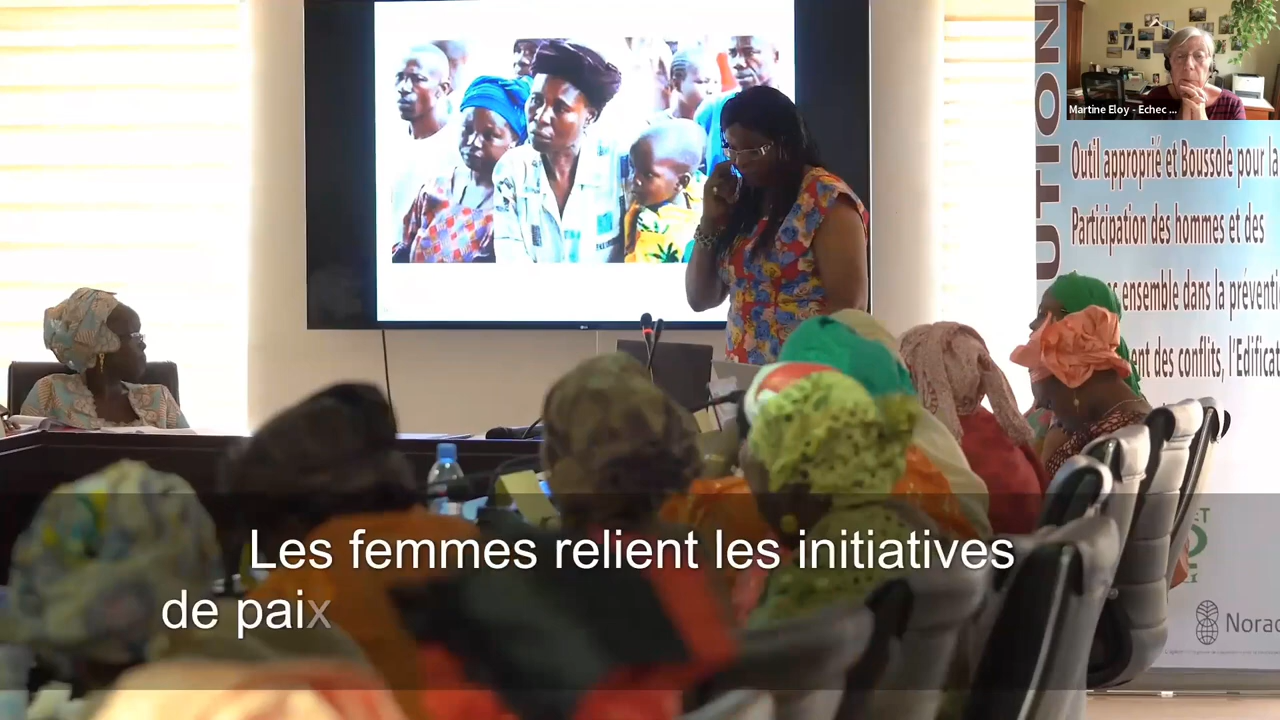 UTION
Martine Eloy - Echec ...
Outil approprié et Boussole pour la
Participation des hommes et des
ensemble dans la préventi
ent des conflits, l'Edificat
ET
Les femmes relient les initiatives
de paix
Norad